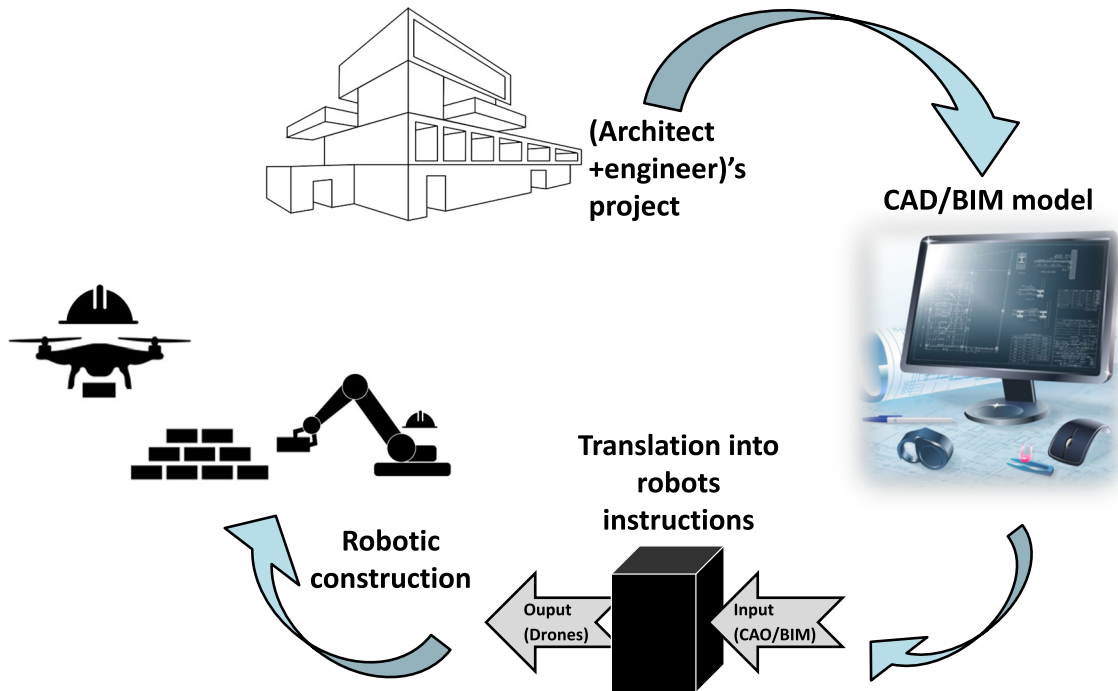 (Architect
+engineer)'s
project
CAD/BIM model
Translation into
robots
instructions
Input
(CAO/BIM)
Ouput
(Drones)
Robotic
construction